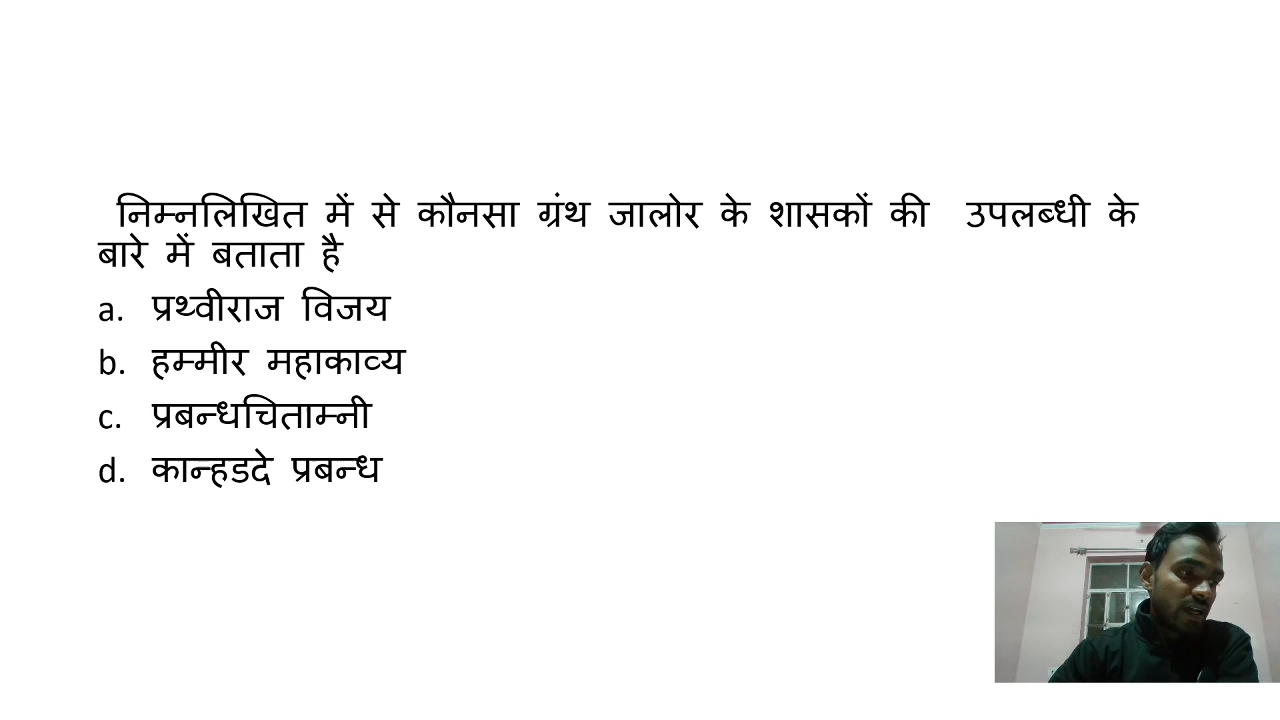 निम्नलिखित में से कौनसा ग्रंथ जालोर के शासकों की उपलब्धी के
बारे में बताता है
a. प्रथ्वीराज विजय
b. हम्मीर महाकाव्य
c. प्रबन्धचिताम्नी
d. कान्हडदे प्रबन्ध